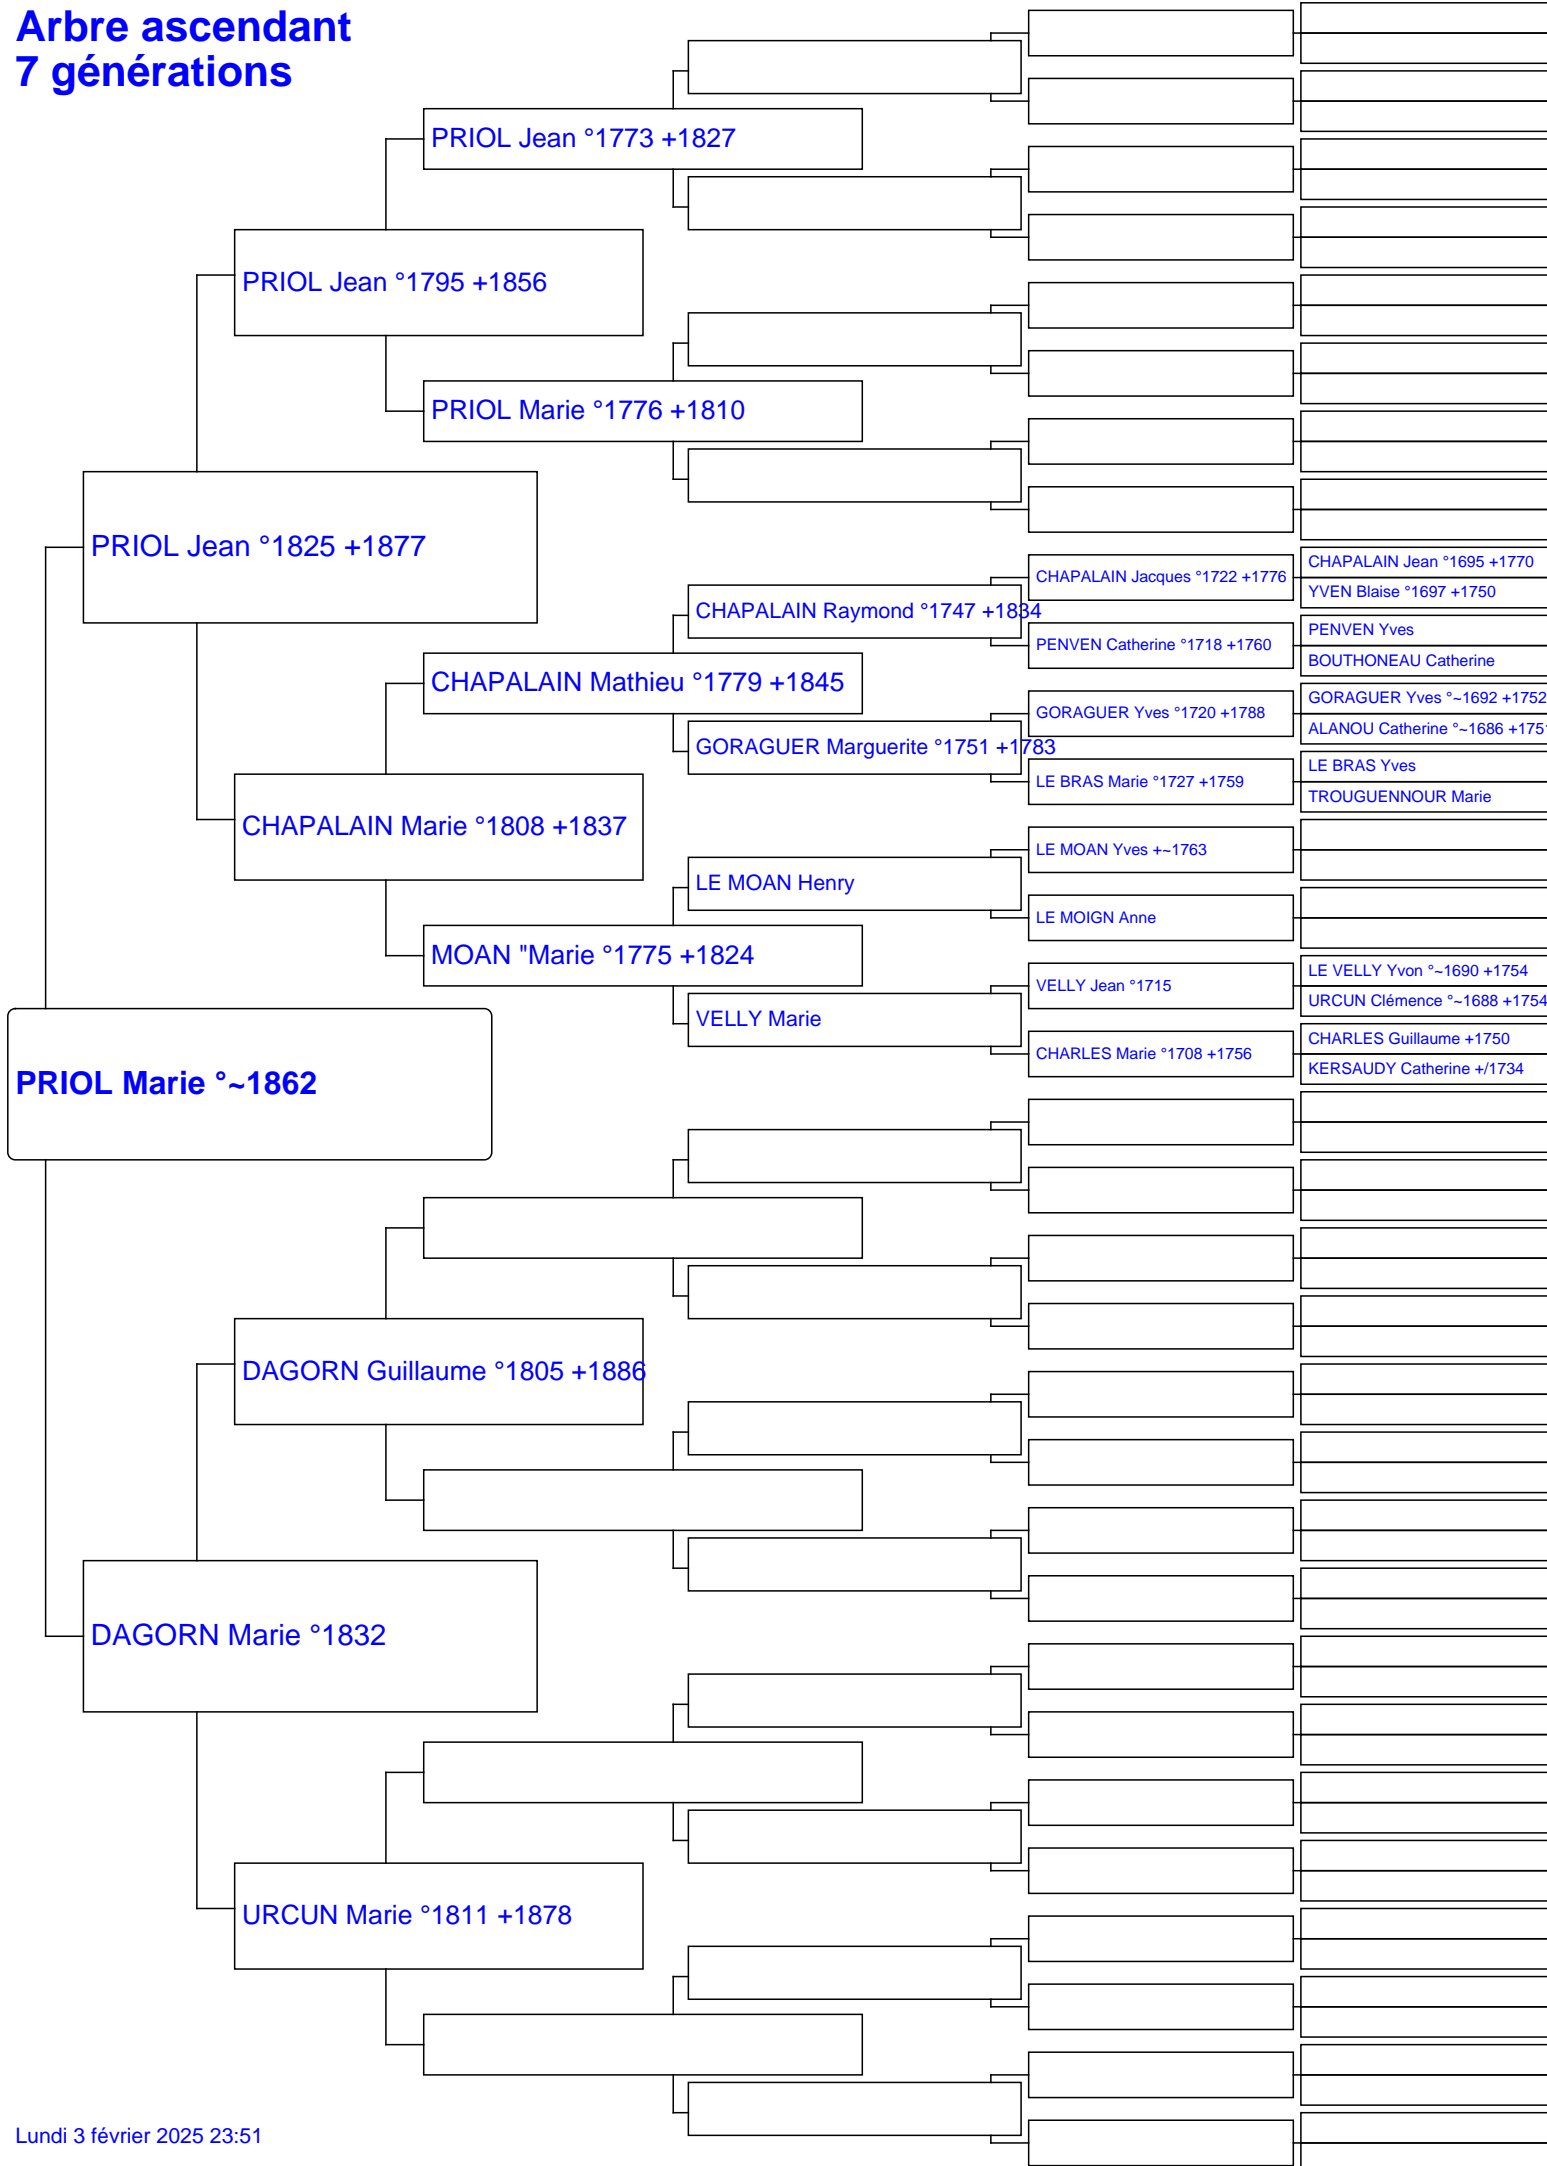 Arbre ascendant
7 générations
PRIOL Jean °1773 +1827
PRIOL Jean °1795 +1856
PRIOL Marie °1776 +1810
PRIOL Jean °1825 +1877
CHAPALAIN Jean °1695 +1770
CHAPALAIN Jacques °1722 +1776
YVEN Blaise °1697 +1750
CHAPALAIN Raymond °1747 +1834
PENVEN Yves
PENVEN Catherine °1718 +1760
BOUTHONEAU Catherine
CHAPALAIN Mathieu °1779 +1845
GORAGUER Yves °~1692 +1752
GORAGUER Yves °1720 +1788
ALANOU Catherine °~1686 +1751
GORAGUER Marguerite °1751 +1783
LE BRAS Yves
LE BRAS Marie °1727 +1759
TROUGUENNOUR Marie
CHAPALAIN Marie °1808 +1837
LE MOAN Yves +~1763
LE MOAN Henry
LE MOIGN Anne
MOAN "Marie °1775 +1824
LE VELLY Yvon °~1690 +1754
VELLY Jean °1715
URCUN Clémence °~1688 +1754
VELLY Marie
CHARLES Guillaume +1750
CHARLES Marie °1708 +1756
KERSAUDY Catherine +/1734
PRIOL Marie °~1862
DAGORN Guillaume °1805 +1886
DAGORN Marie °1832
URCUN Marie °1811 +1878
Lundi 3 février 2025 23:51